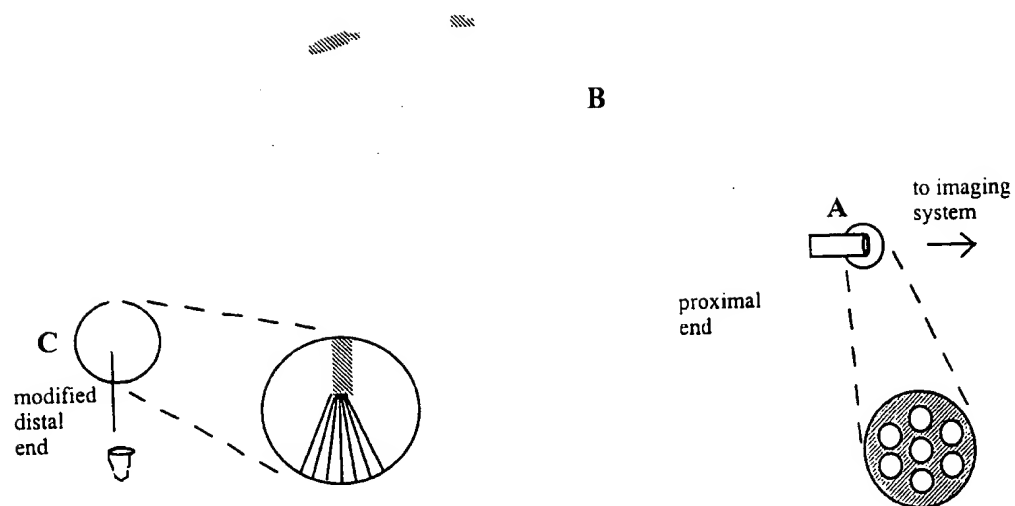 B
A
to imaging
system
proximal
end
C
modified
distal
end